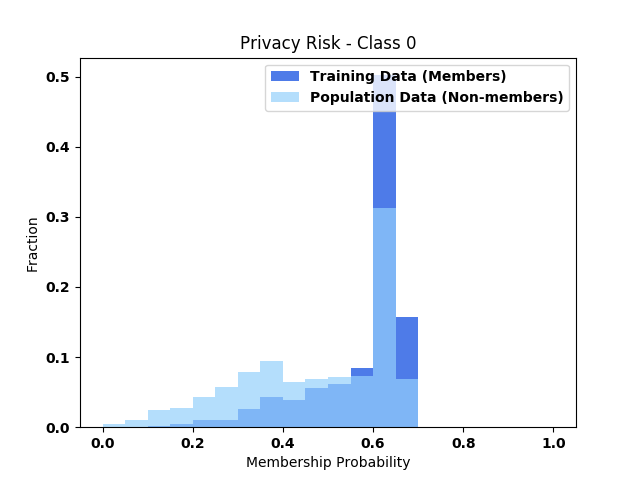 Privacy Risk - Class 0
Training Data (Members)
Population Data (Non-members)
0.5
0.4
0.3
0.2
0.1
0.0
Fraction
0.0 0.2 0.4 0.6 0.8 1.0
Membership Probability